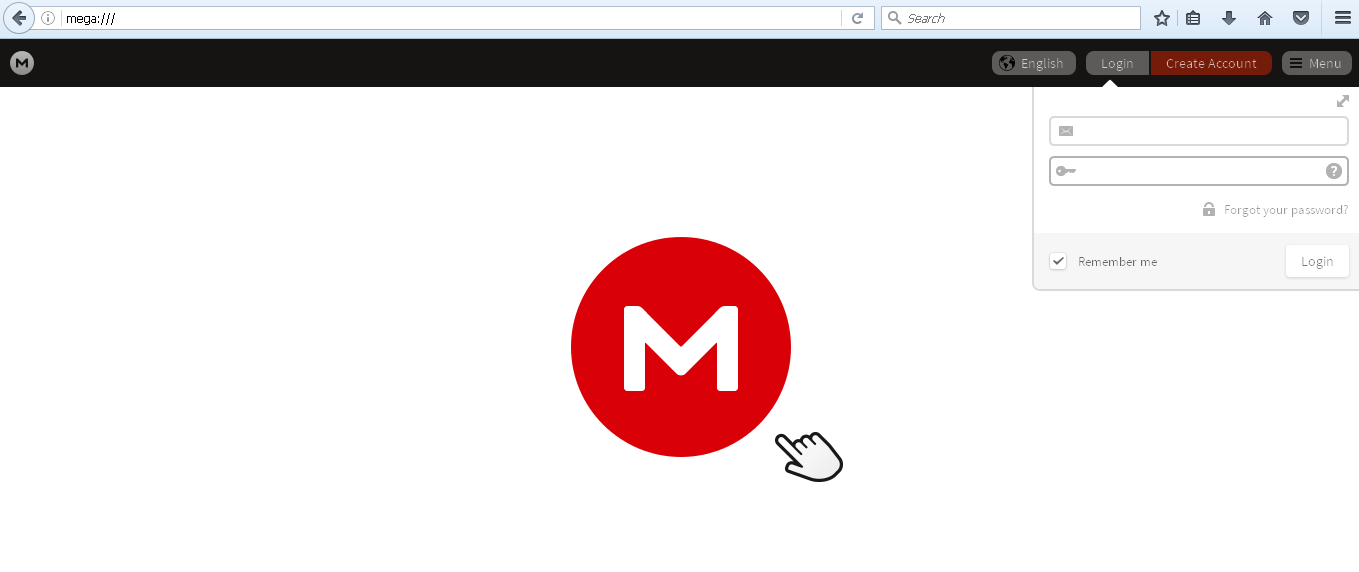 mega:///
Search
M
English
Login
Create Account
Menu
Forgot your password?
Remember me
Login
M